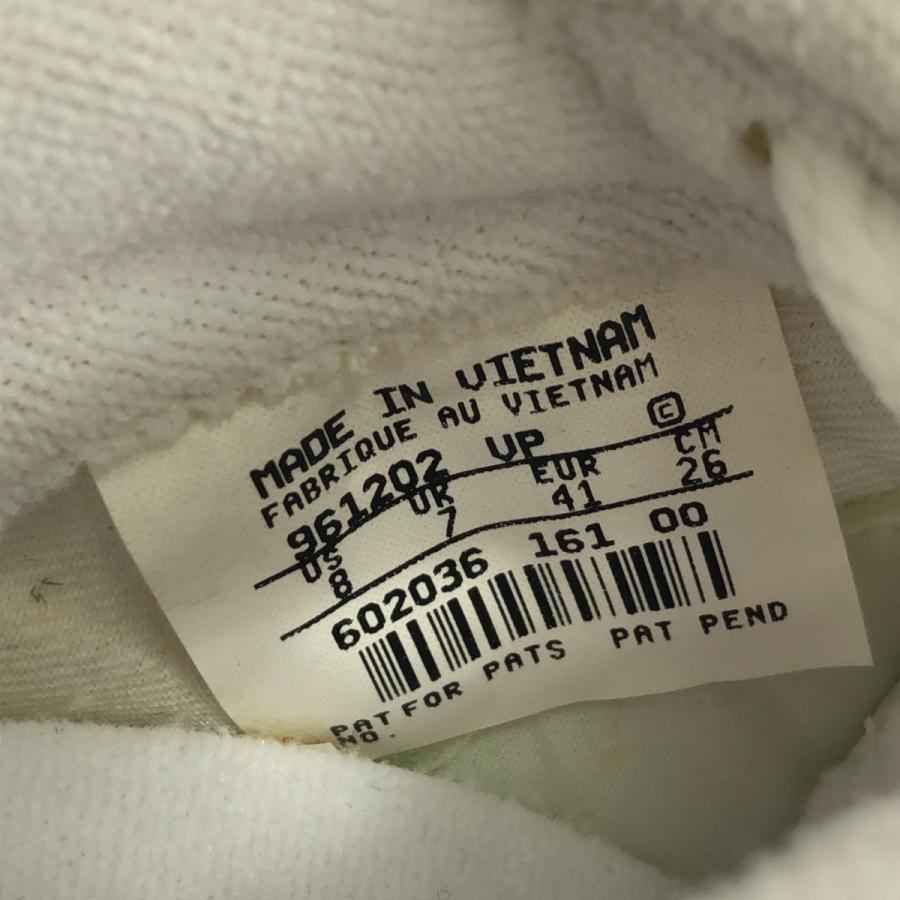 MADE IN VIETNAM
FABRIQUE AU VIETNAM
961202 VP ©
US UK EUR CM
8 7 41 26
602036 161 00
PAT FOR PATS PAT PEND
NO.